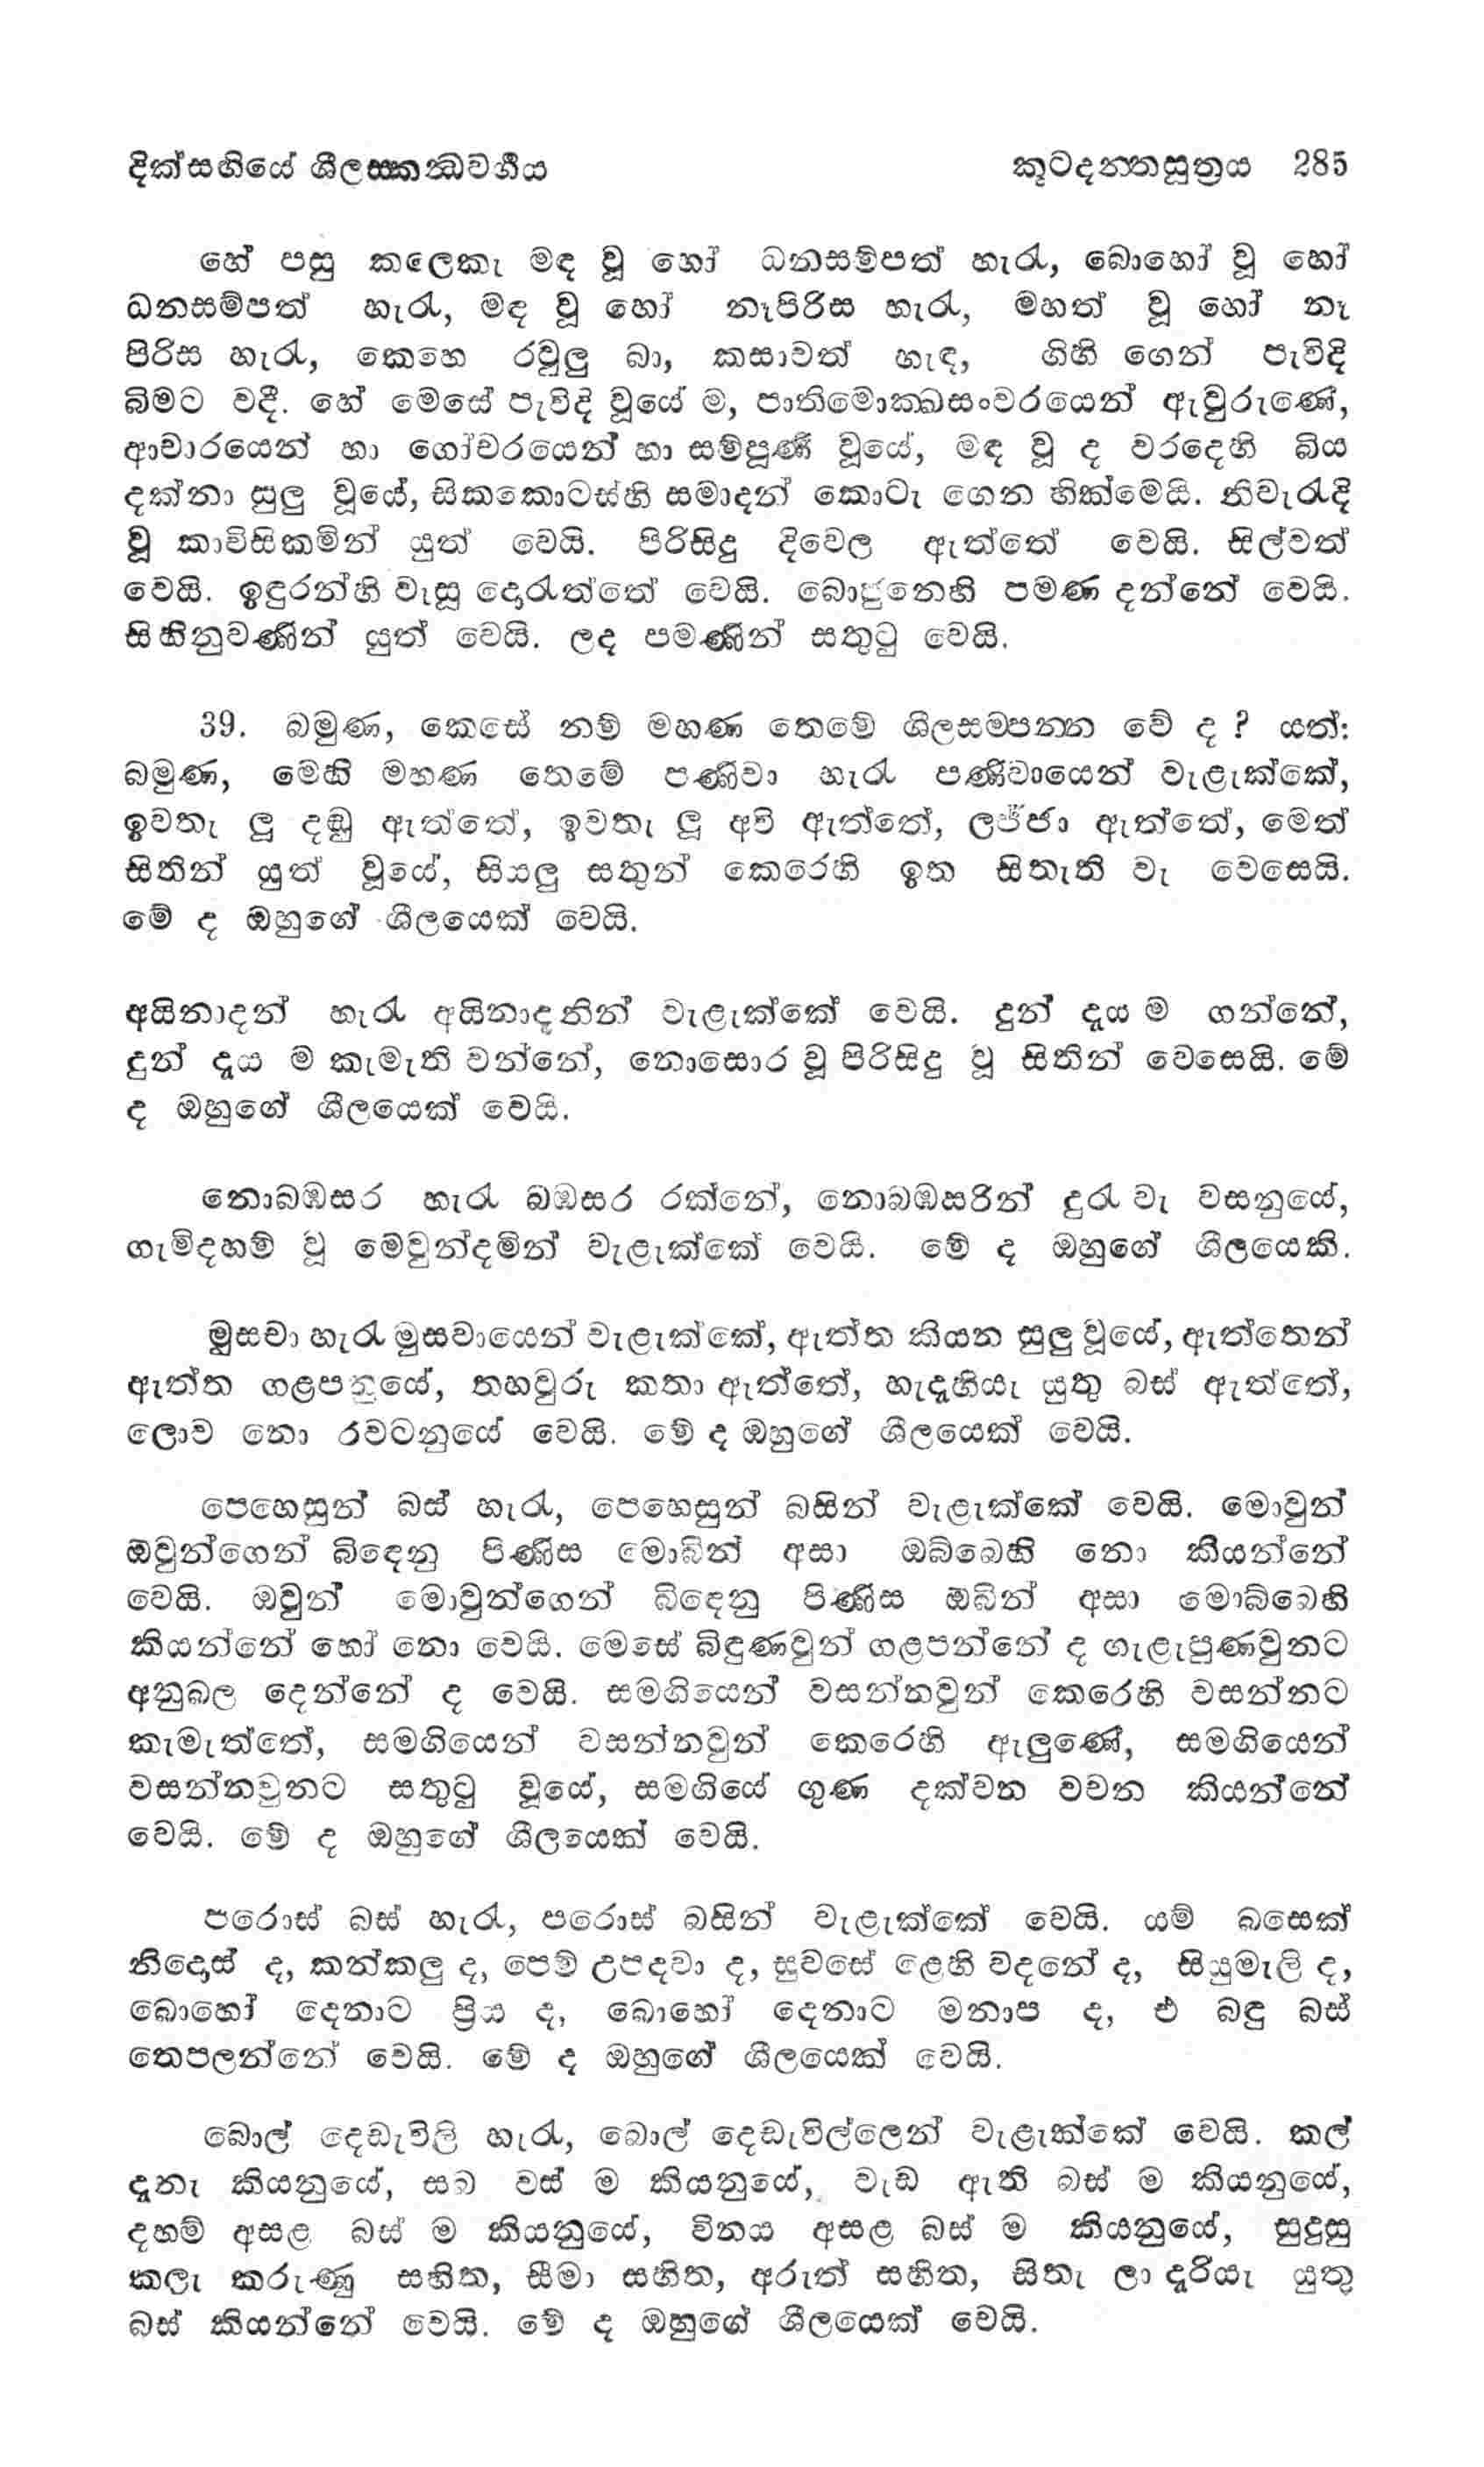 දික්සඟියේ ශීලස්කන්ධවර්ගය කූටදන්තසූත්‍රය 285
හේ පසු කලෙකැ මඳ වූ හෝ ධනසම්පත් හැරැ, බොහෝ වූ හෝ
ධනසම්පත් හැරැ, මඳ වූ හෝ නෑපිරිස හැරැ, මහත් වූ හෝ නෑ
පිරිස හැරැ, කෙහෙ රවුලු බා, කසාවත් හැඳ, ගිහි ගෙන් පැවිදි
බිමට වදී. හේ මෙසේ පැවිදි වූයේ ම, පාතිමොක්ඛසංවරයෙන් ඇවුරුණේ,
ආචාරයෙන් හා ගෝචරයෙන් හා සම්පූර්ණ වූයේ, මඳ වූ ද වරදෙහි බිය
දක්නා සුලු වූයේ, සිකකොටස්හි සමාදන් කොටැ ගෙන හික්මෙයි. නිවැරැදි
වූ කාවිසිකමින් යුත් වෙයි. පිරිසිදු දිවෙල ඇත්තේ වෙයි. සිල්වත්
වෙයි. ඉඳුරන්හි වැසූ දොරැත්තේ වෙයි. බොජුනෙහි පමණ දන්නේ වෙයි.
සිහිනුවණින් යුත් වෙයි. ලද පමණින් සතුටු වෙයි.
39. බමුණ, කෙසේ නම් මහණ තෙමේ ශීලසම්පන්න වේ ද ? යත්:
බමුණ, මෙහි මහණ තෙමේ පණිවා හැරැ පණිවායෙන් වැළැක්කේ,
ඉවතැ ලූ දඬු ඇත්තේ, ඉවතැ ලූ අවි ඇත්තේ, ලජ්ජා ඇත්තේ, මෙත්
සිතින් යුත් වූයේ, සියලු සතුන් කෙරෙහි ඉත සිතැති වැ වෙසෙයි.
මේ ද ඔහුගේ ශීලයෙක් වෙයි.
අයිනාදන් හැරැ අයිනාදනින් වැළැක්කේ වෙයි. දුන් දෑය ම ගන්නේ,
දුන් දෑය ම කැමැති වන්නේ, නොසොර වූ පිරිසිදු වූ සිතින් වෙසෙයි. මේ
ද ඔහුගේ ශීලයෙක් වෙයි.
නොබඹසර හැරැ බඹසර රක්නේ, නොබඹසරින් දුරැ වැ වසනුයේ,
ගැමිදහම් වූ මෙවුන්දමින් වැළැක්කේ වෙයි. මේ ද ඔහුගේ ශීලයෙකි.
මුසවා හැරැ මුසවායෙන් වැළැක්කේ, ඇත්ත කියන සුලු වූයේ, ඇත්තෙන්
ඇත්ත ගළපනුයේ, තහවුරු කතා ඇත්තේ, හැදෑහියැ යුතු බස් ඇත්තේ,
ලොව නො රවටනුයේ වෙයි. මේ ද ඔහුගේ ශීලයෙක් වෙයි.
පෙහෙසුන් බස් හැරැ, පෙහෙසුන් බසින් වැළැක්කේ වෙයි. මොවුන්
ඔවුන්ගෙන් බිඳෙනු පිණිස මොබින් අසා ඔබ්බෙහි නො කියන්නේ
වෙයි. ඔවුන් මොවුන්ගෙන් බිඳෙනු පිණිස ඔබින් අසා මොබ්බෙහි
කියන්නේ හෝ නො වෙයි. මෙසේ බිඳුණවුන් ගළපන්නේ ද ගැළැපුණවුනට
අනුබල දෙන්නේ ද වෙයි. සමගියෙන් වසන්නවුන් කෙරෙහි වසන්නට
කැමැත්තේ, සමගියෙන් වසන්නවුන් කෙරෙහි ඇලුණේ, සමගියෙන්
වසන්නවුනට සතුටු වූයේ, සමගියේ ගුණ දක්වන වචන කියන්නේ
වෙයි. මේ ද ඔහුගේ ශීලයෙක් වෙයි.
පරොස් බස් හැරැ, පරොස් බසින් වැළැක්කේ වෙයි. යම් බසෙක්
නිදොස් ද, කන්කලු ද, පෙම් උපදවා ද, සුවසේ ළෙහි වදනේ ද, සියුමැලි ද,
බොහෝ දෙනාට ප්‍රිය ද, බොහෝ දෙනාට මනාප ද, එ බඳු බස්
තෙපලන්නේ වෙයි. මේ ද ඔහුගේ ශීලයෙක් වෙයි.
බොල් දෙඩැවිලි හැරැ, බොල් දෙඩැවිල්ලෙන් වැළැක්කේ වෙයි. කල්
දැනැ කියනුයේ, සබ වස් ම කියනුයේ, වැඩ ඇති බස් ම කියනුයේ,
දහම් අසළ බස් ම කියනුයේ, විනය අසළ බස් ම කියනුයේ, සුදුසු
කලැ කරුණු සහිත, සීමා සහිත, අරුත් සහිත, සිතැ ලා දැරියැ යුතු
බස් කියන්නේ වෙයි. මේ ද ඔහුගේ ශීලයෙක් වෙයි.